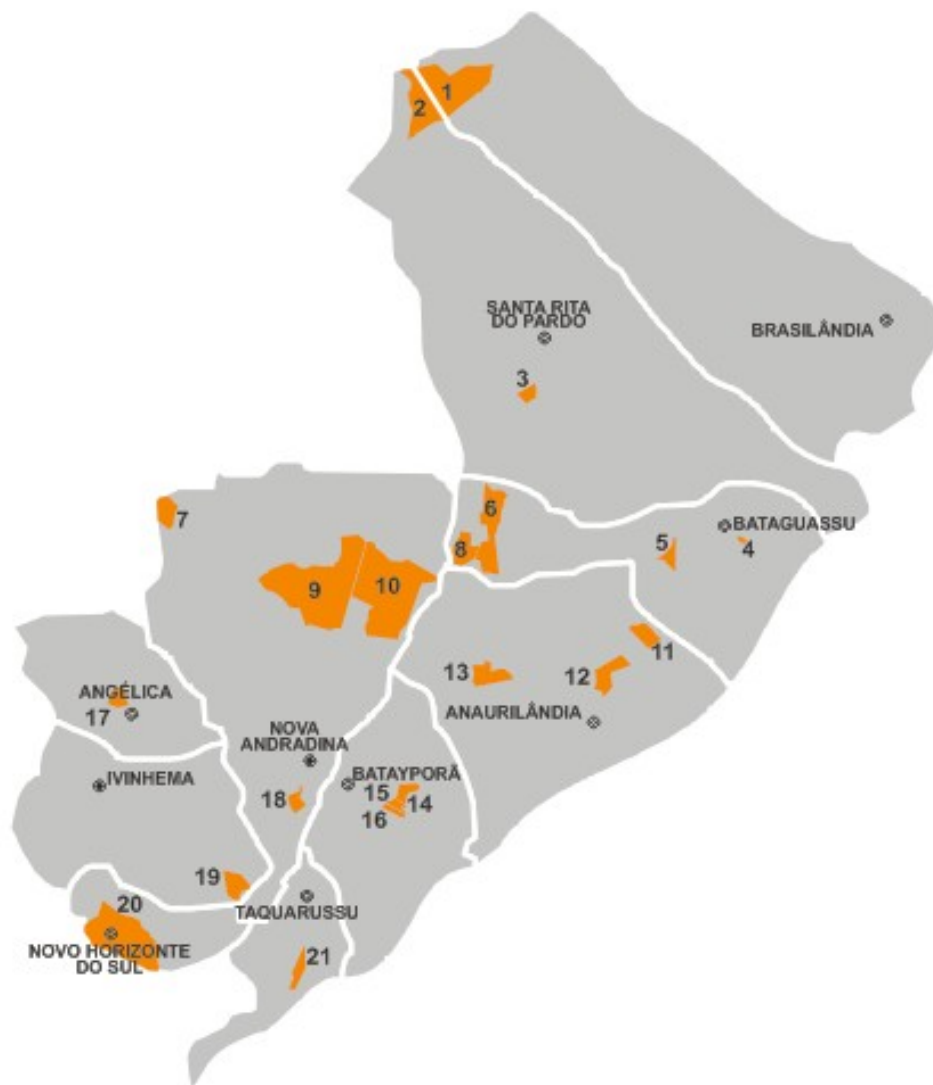 1
2
SANTA RITA
DO PARDO
BRASILÂNDIA
3
7
6
BATAGUASSU
5
4
8
9
10
11
13
12
ANGÉLICA
17
ANAURILÂNDIA
NOVA
ANDRADINA
IVINHEMA
BATAYPORÃ
18
15
14
16
19
20
TAQUARUSSU
NOVO HORIZONTE
DO SUL
21